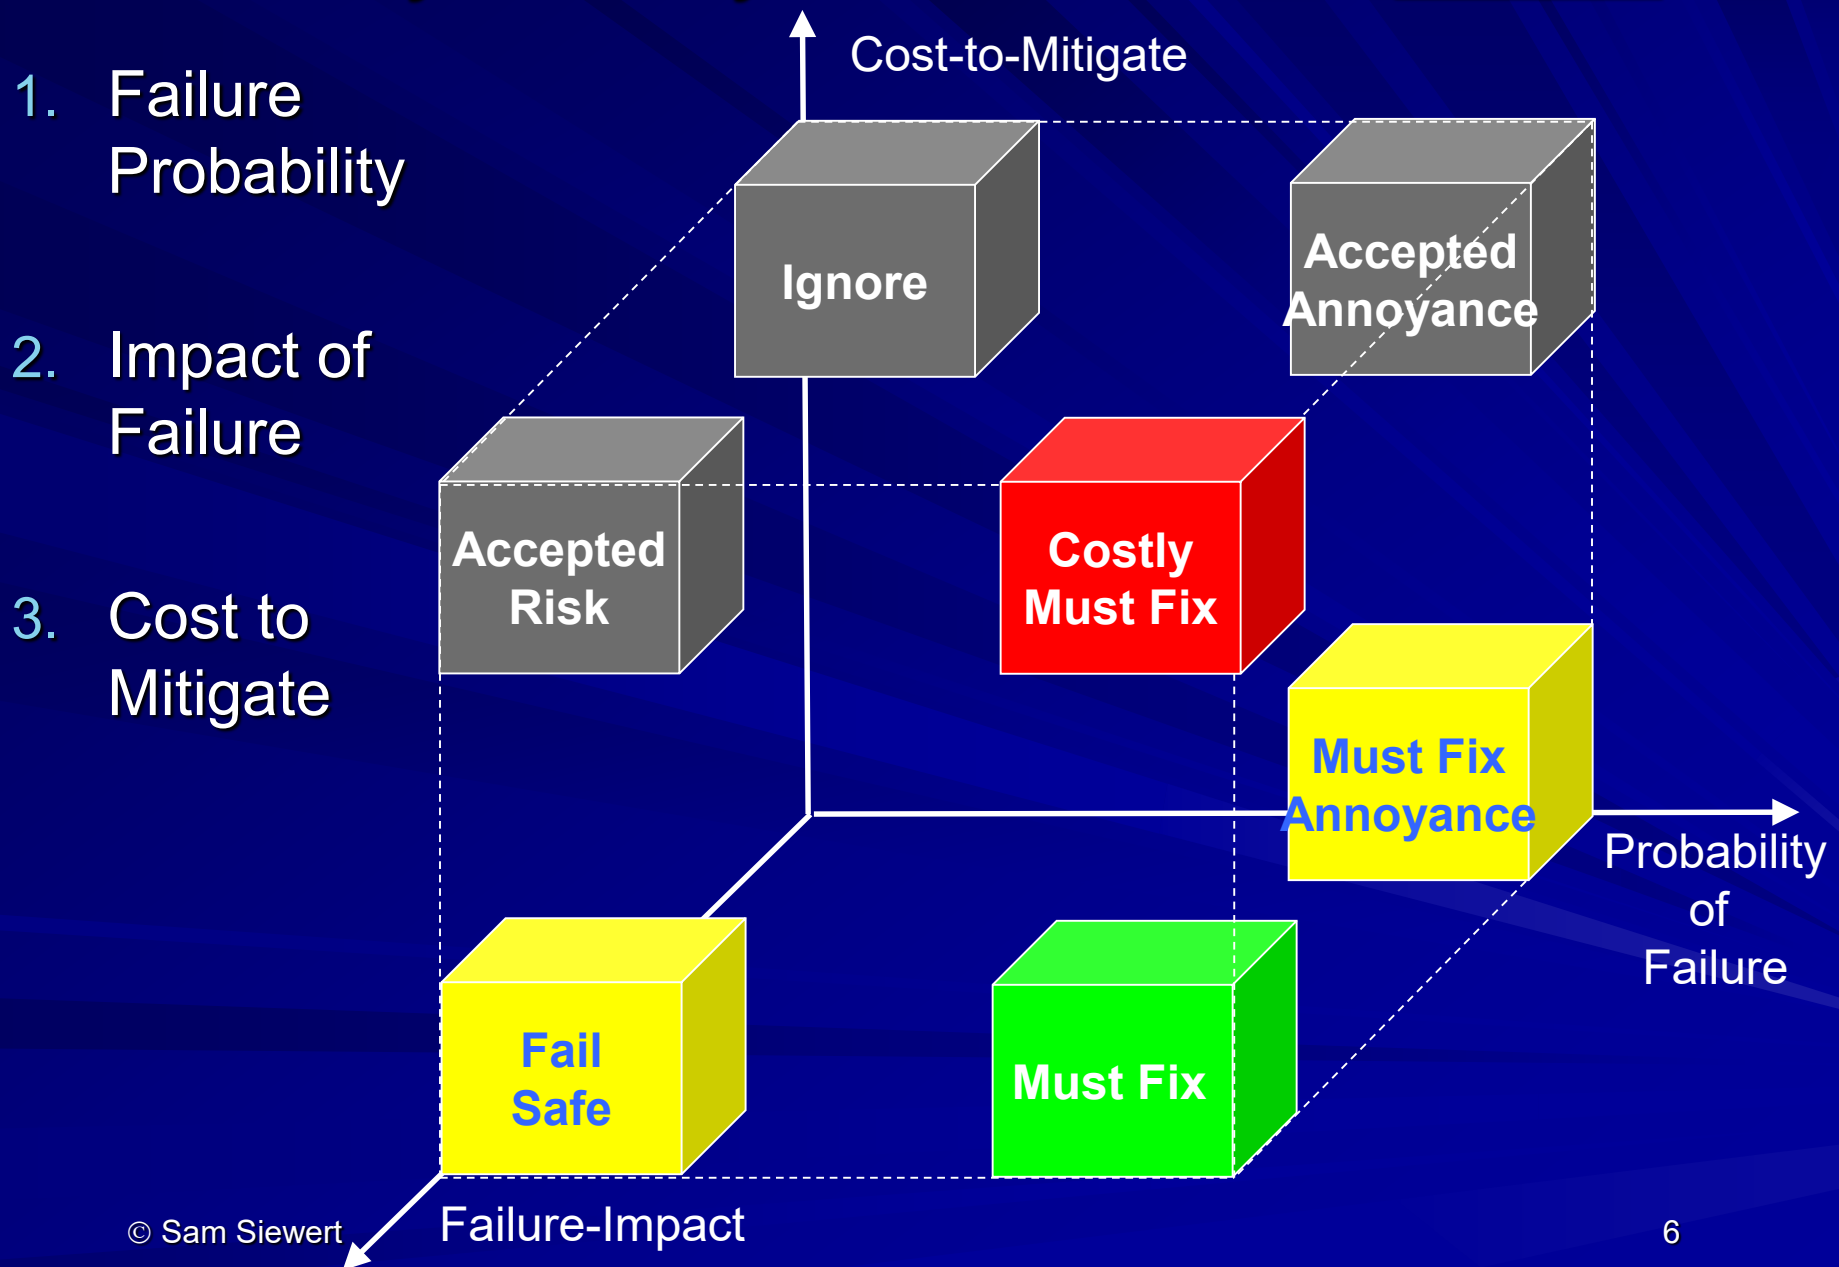 1. Failure
Probability
2. Impact of
Failure
3. Cost to
Mitigate
Cost-to-Mitigate
Ignore
Accepted
Annoyance
Accepted
Risk
Costly
Must Fix
Must Fix
Annoyance
Probability
of
Failure
Fail
Safe
Must Fix
Failure-Impact
© Sam Siewert
6